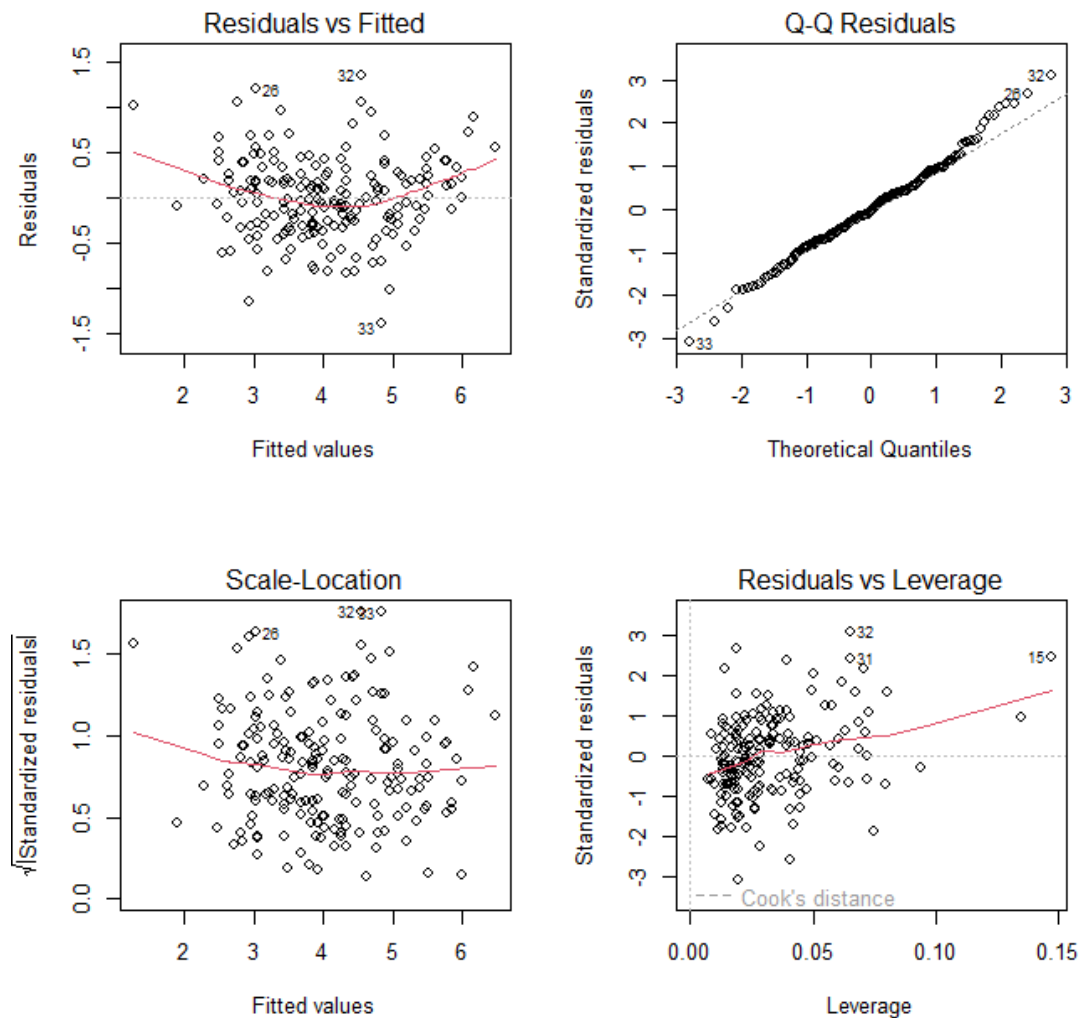 Residuals vs Fitted
Residuals
1.5
0.5
-0.5
-1.5
26
32
33
2 3 4 5 6
Fitted values
Q-Q Residuals
Standardized residuals
3
2
1
0
-1
-2
-3
32
26
33
-3 -2 -1 0 1 2 3
Theoretical Quantiles
Scale-Location
√|Standardized residuals|
1.5
1.0
0.5
0.0
26
32
33
2 3 4 5 6
Fitted values
Residuals vs Leverage
Standardized residuals
3
2
1
0
-1
-2
-3
32
31
15
Cook's distance
0.00 0.05 0.10 0.15
Leverage